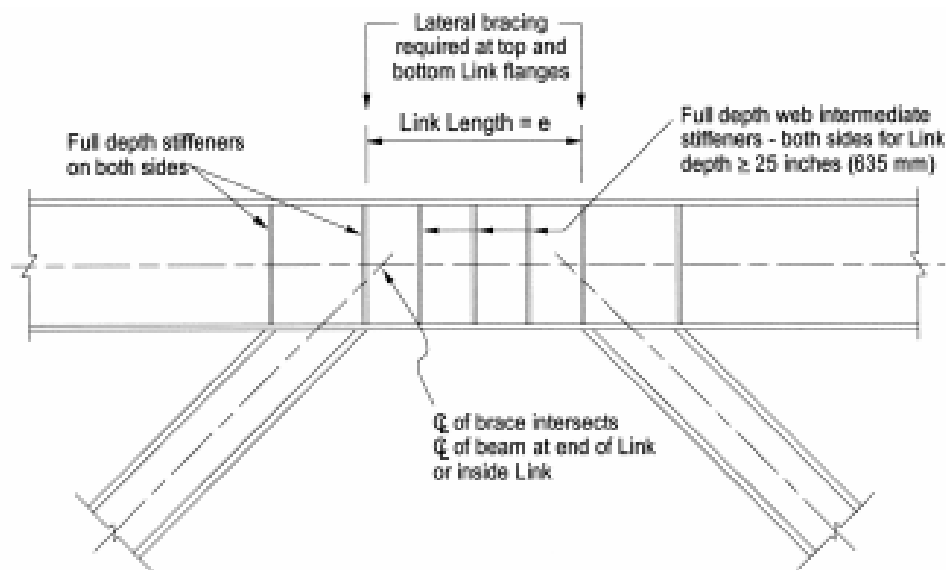 Lateral bracing
required at top and
bottom Link flanges
Link Length = e
Full depth stiffeners
on both sides
Full depth web intermediate
stiffeners - both sides for Link
depth ≥ 25 inches (635 mm)
℄ of brace intersects
℄ of beam at end of Link
or inside Link